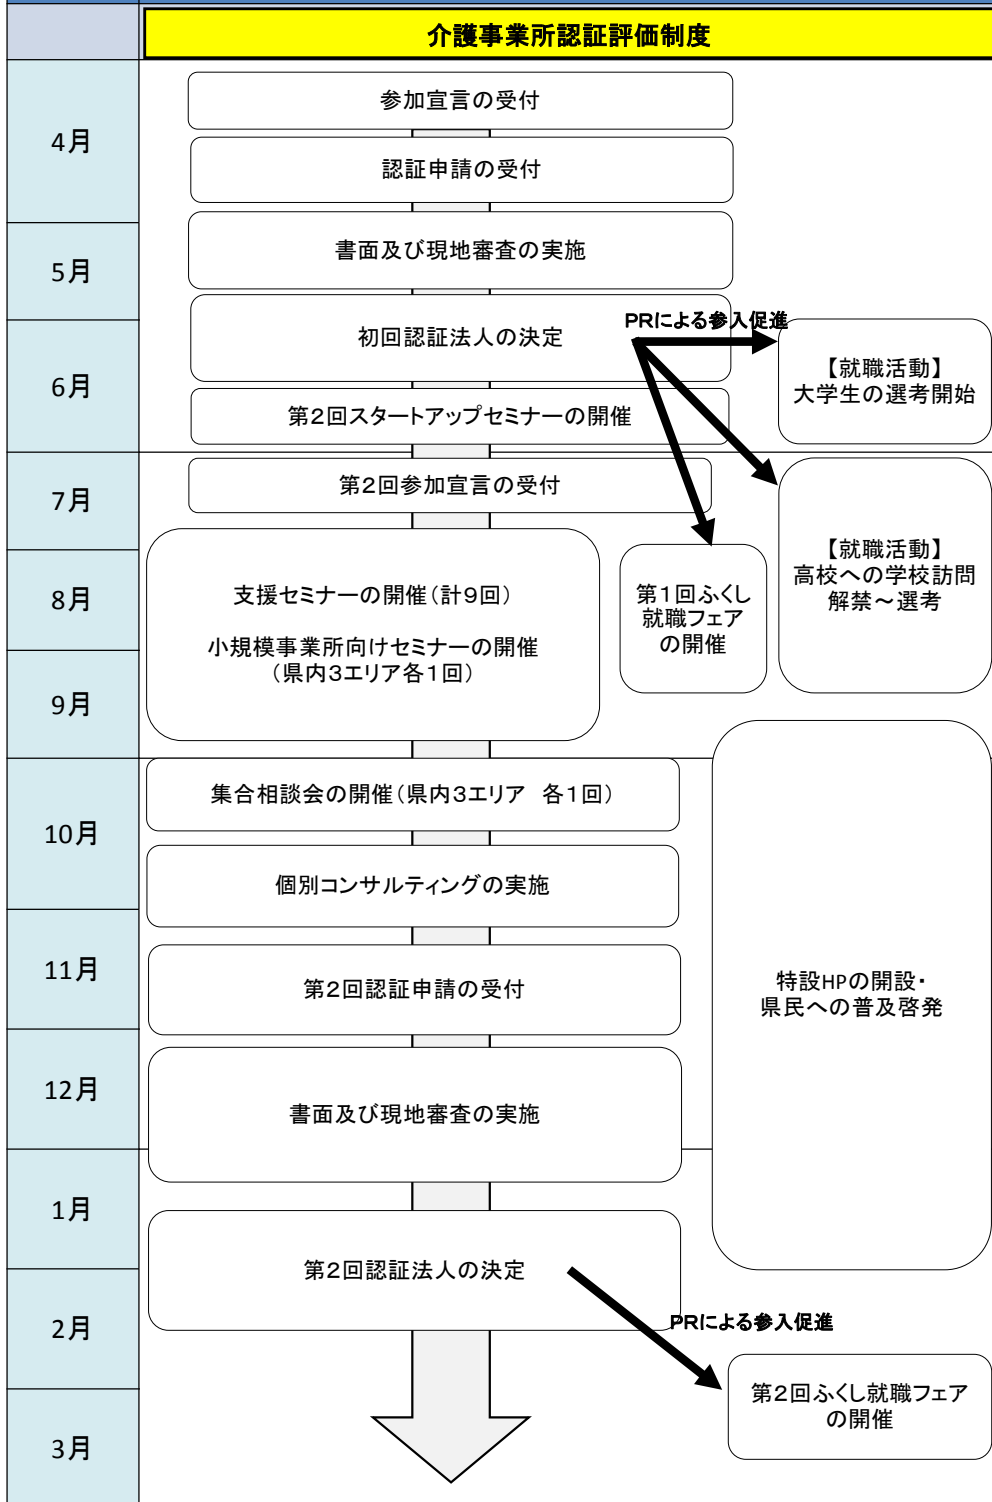 介護事業所認証評価制度
4月
参加宣言の受付
認証申請の受付
5月
書面及び現地審査の実施
6月
初回認証法人の決定
PRによる参入促進
【就職活動】
大学生の選考開始
第2回スタートアップセミナーの開催
7月
第2回参加宣言の受付
8月
支援セミナーの開催（計9回）
小規模事業所向けセミナーの開催
（県内3エリア各1回）
第1回ふくし
就職フェア
の開催
【就職活動】
高校への学校訪問
解禁～選考
9月
10月
集合相談会の開催（県内3エリア　各1回）
個別コンサルティングの実施
11月
第2回認証申請の受付
特設HPの開設・
県民への普及啓発
12月
書面及び現地審査の実施
1月
第2回認証法人の決定
2月
PRによる参入促進
第2回ふくし就職フェア
の開催
3月